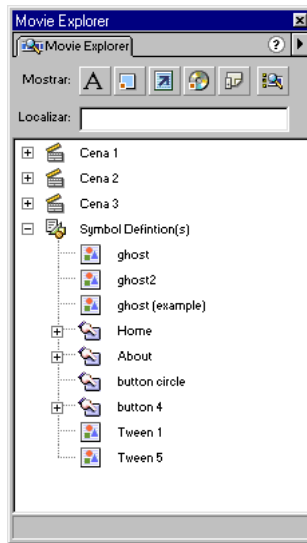 Movie Explorer
Movie Explorer ?
Mostrar: A
Localizar:
Cena 1
Cena 2
Cena 3
Symbol Defintion(s)
ghost
ghost2
ghost (example)
Home
About
button circle
button 4
Tween 1
Tween 5